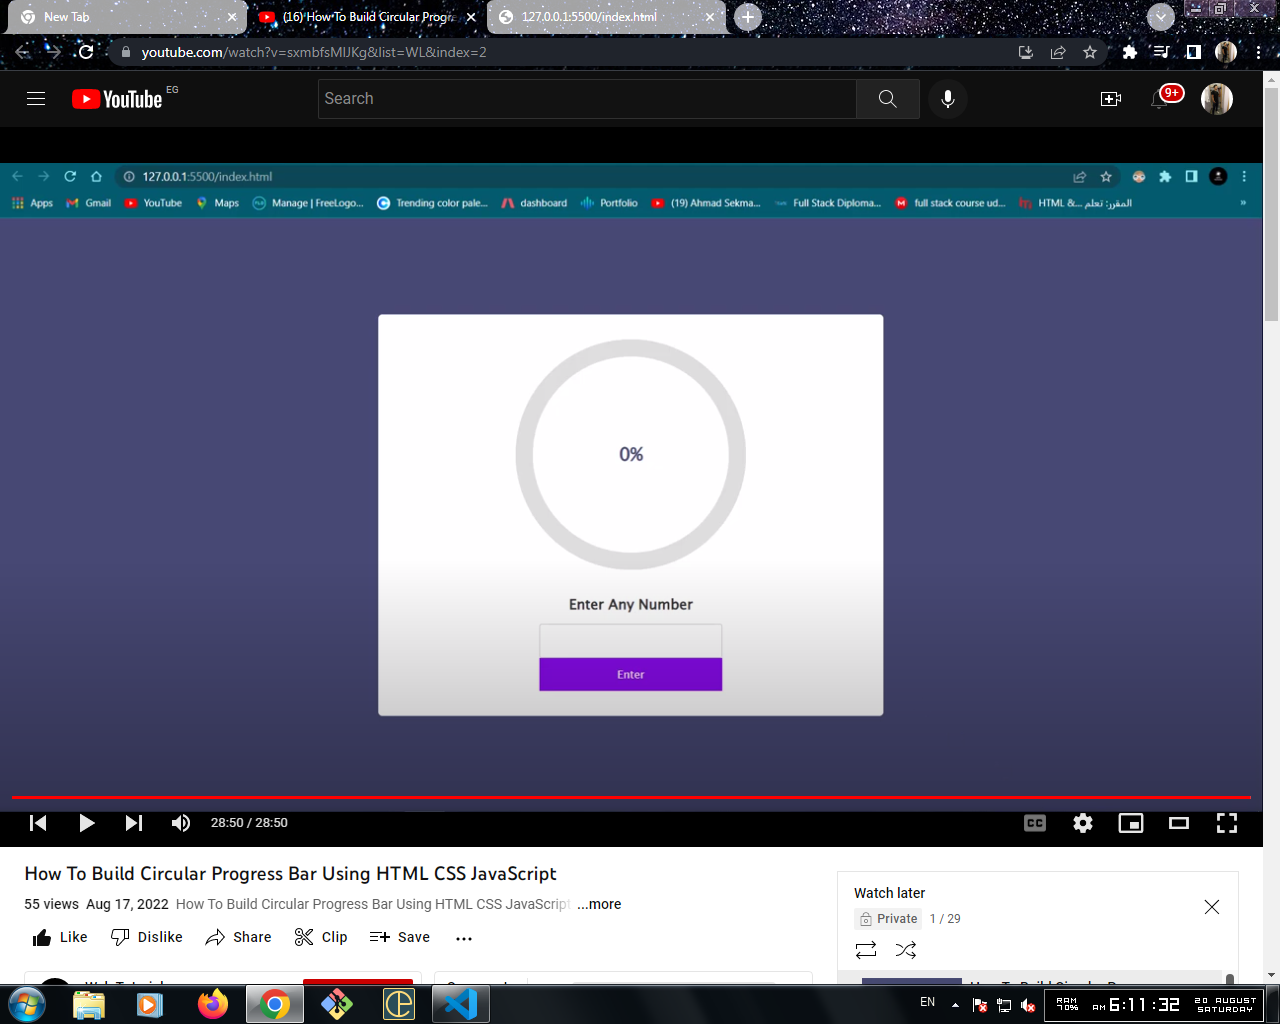 New Tab
(16) How To Build Circular Progr
127.0.0.1:5500/index.html
youtube.com/watch?v=sxmbfsMlJKg&list=WL&index=2
YouTube EG
Search
9+
127.0.0.1:5500/index.html
Apps Gmail YouTube Maps Manage | FreeLogo... Trending color pale... dashboard Portfolio (19) Ahmad Sekma... Full Stack Diploma... full stack course ud... HTML &... المقرر: تعلم »
0%
Enter Any Number
Enter
28:50 / 28:50
CC
How To Build Circular Progress Bar Using HTML CSS JavaScript
55 views Aug 17, 2022 How To Build Circular Progress Bar Using HTML CSS JavaScript ...more
Like Dislike Share Clip Save
Watch later
Private 1 / 29
EN
RAM 70% AM 6:11:32 20 AUGUST SATURDAY